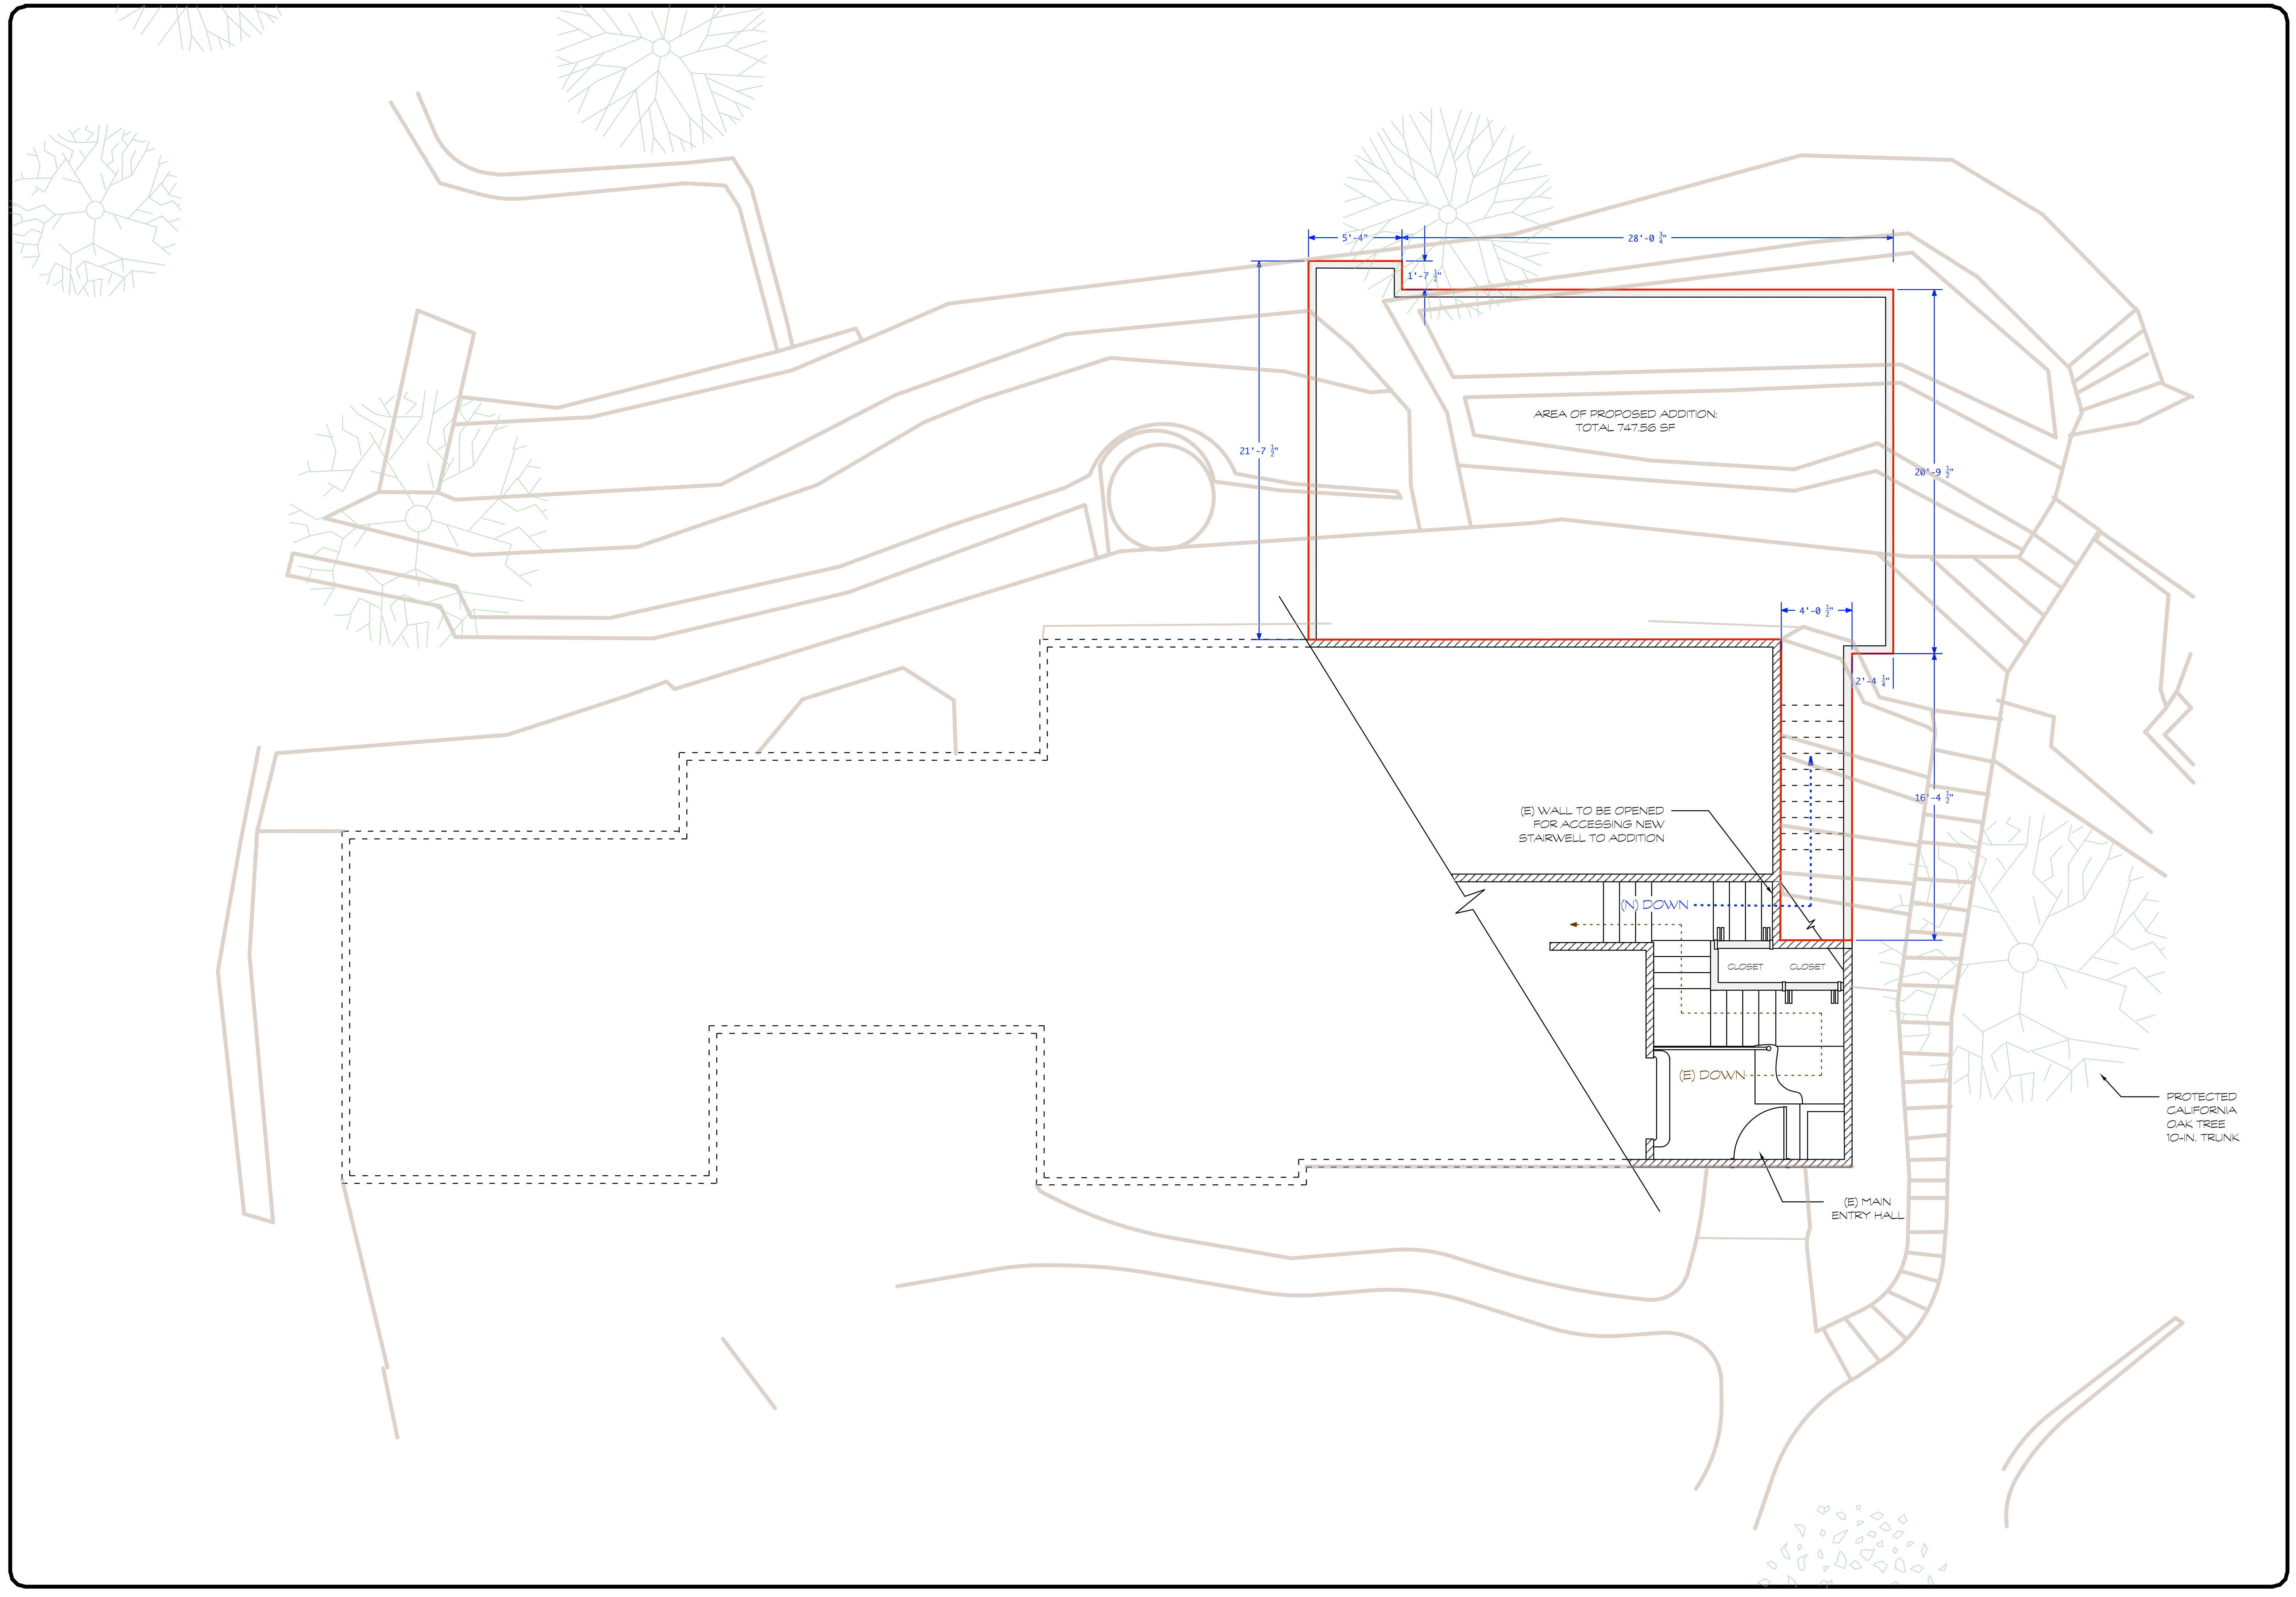 5'-4"
28'-0 3/4"
1'-7 1/2"
AREA OF PROPOSED ADDITION:
TOTAL 747.56 SF
21'-7 1/2"
20'-9 1/2"
4'-0 1/2"
2'-4 1/4"
16'-4 1/2"
(E) WALL TO BE OPENED
FOR ACCESSING NEW
STAIRWELL TO ADDITION
(N) DOWN
CLOSET CLOSET
(E) DOWN
PROTECTED
CALIFORNIA
OAK TREE
10-IN. TRUNK
(E) MAIN
ENTRY HALL